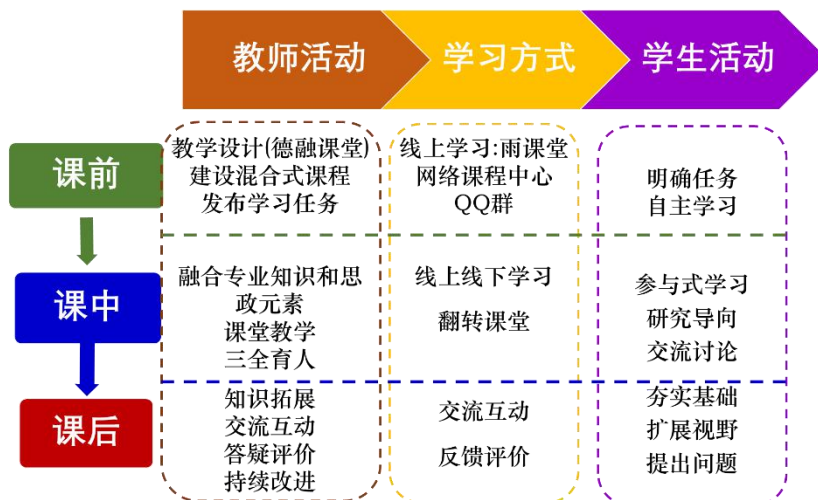 教师活动
学习方式
学生活动
课前
教学设计(德融课堂)
建设混合式课程
发布学习任务
线上学习:雨课堂
网络课程中心
QQ群
明确任务
自主学习
课中
融合专业知识和思
政元素
课堂教学
三全育人
线上线下学习
翻转课堂
参与式学习
研究导向
交流讨论
课后
知识拓展
交流互动
答疑评价
持续改进
交流互动
反馈评价
夯实基础
扩展视野
提出问题